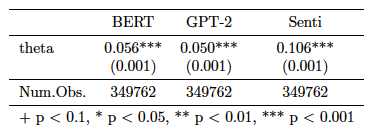 BERT GPT-2 Senti
theta 0.056*** 0.050*** 0.106***
(0.001) (0.001) (0.001)
Num.Obs. 349762 349762 349762
+ p < 0.1, * p < 0.05, ** p < 0.01, *** p < 0.001